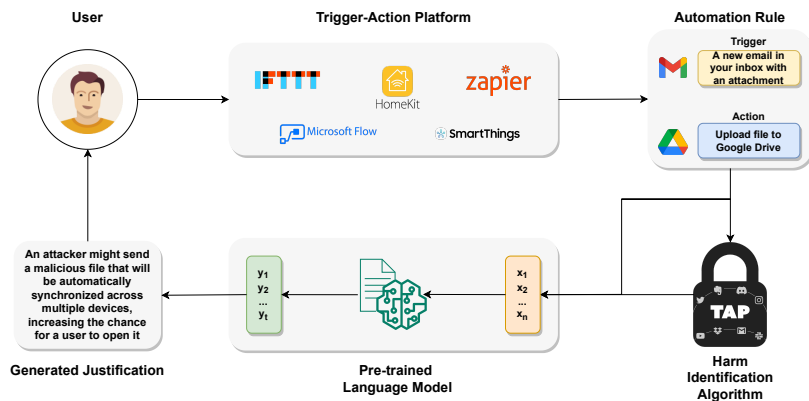 User
Trigger-Action Platform
Automation Rule
IFTTT
HomeKit
zapier
Microsoft Flow
SmartThings
Trigger
A new email in
your inbox with
an attachment
Action
Upload file to
Google Drive
An attacker might send
a malicious file that will
be automatically
synchronized across
multiple devices,
increasing the chance
for a user to open it
Generated Justification
y1
y2
...
yt
x1
x2
...
xn
Pre-trained
Language Model
TAP
Harm
Identification
Algorithm